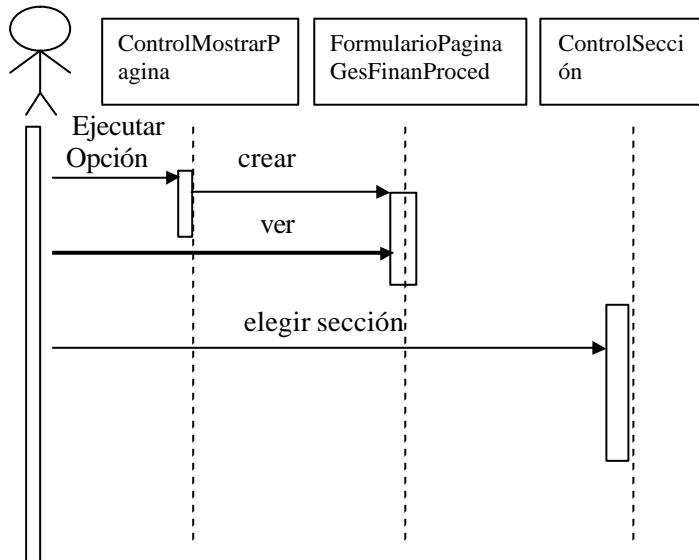 ControlMostrarP
agina
FormularioPagina
GesFinanProced
ControlSecci
ón
Ejecutar
Opción
crear
ver
elegir sección